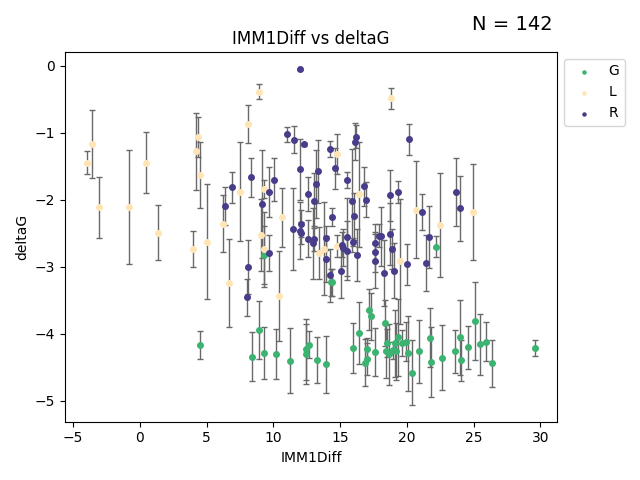 N = 142
IMM1Diff vs deltaG
G
L
R
0
−1
−2
−3
−4
−5
deltaG
−5 0 5 10 15 20 25 30
IMM1Diff